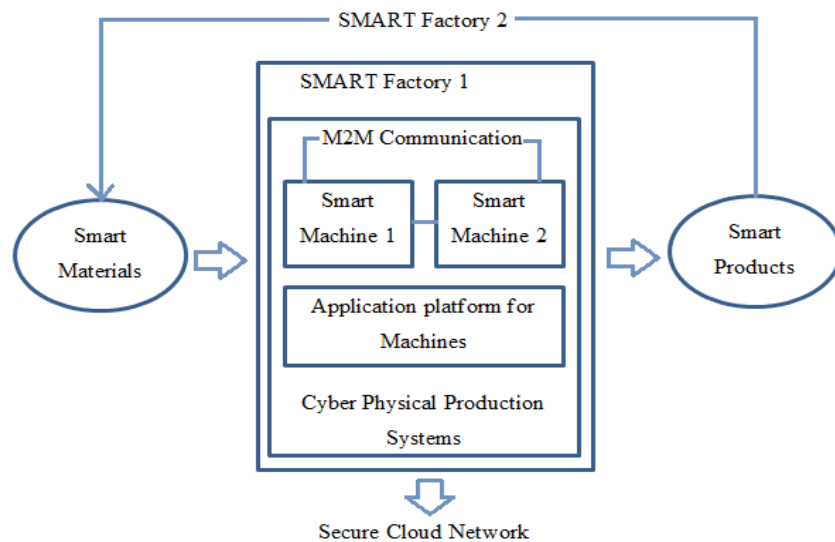 SMART Factory 2
SMART Factory 1
M2M Communication
Smart
Machine 1
Smart
Machine 2
Smart
Materials
Smart
Products
Application platform for
Machines
Cyber Physical Production
Systems
Secure Cloud Network